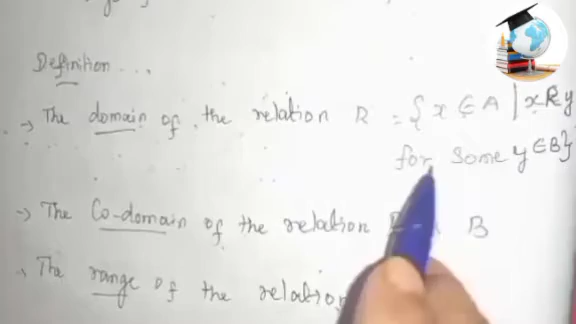 Definition ...
→ The domain of the relation R = {x ∈ A | x R y
for some y ∈ B}
→ The Co-domain of the relation B
→ The range of the relation